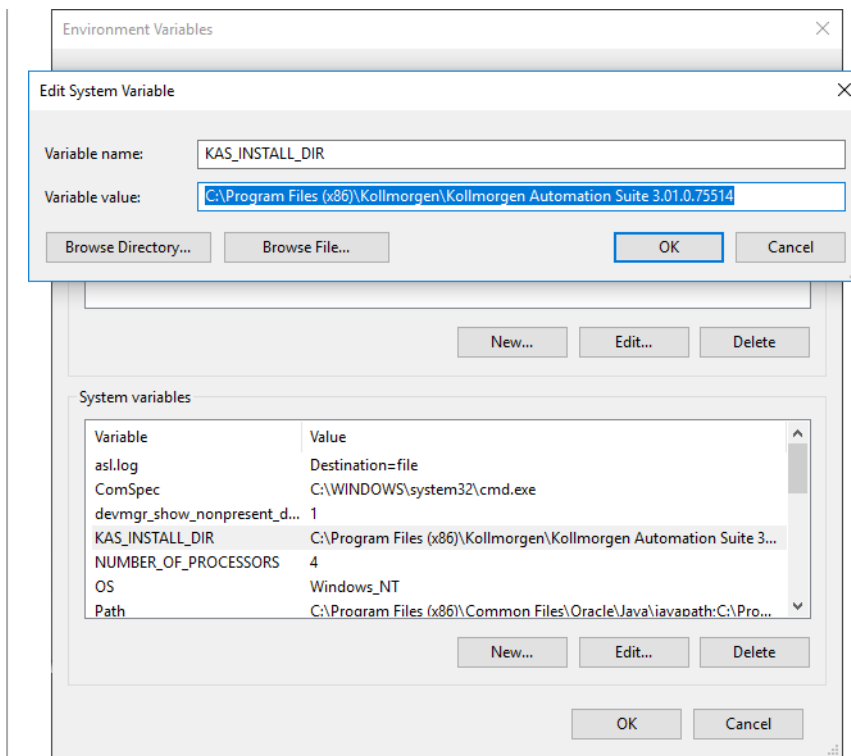 Environment Variables
Edit System Variable
Variable name: KAS_INSTALL_DIR
Variable value: C:\Program Files (x86)\Kollmorgen\Kollmorgen Automation Suite 3.01.0.75514
Browse Directory... Browse File... OK Cancel
New... Edit... Delete
System variables
Variable Value
asl.log Destination=file
ComSpec C:\WINDOWS\system32\cmd.exe
devmgr_show_nonpresent_d... 1
KAS_INSTALL_DIR C:\Program Files (x86)\Kollmorgen\Kollmorgen Automation Suite 3...
NUMBER_OF_PROCESSORS 4
OS Windows_NT
Path C:\Program Files (x86)\Common Files\Oracle\Java\javapath;C:\Pro...
New... Edit... Delete
OK Cancel